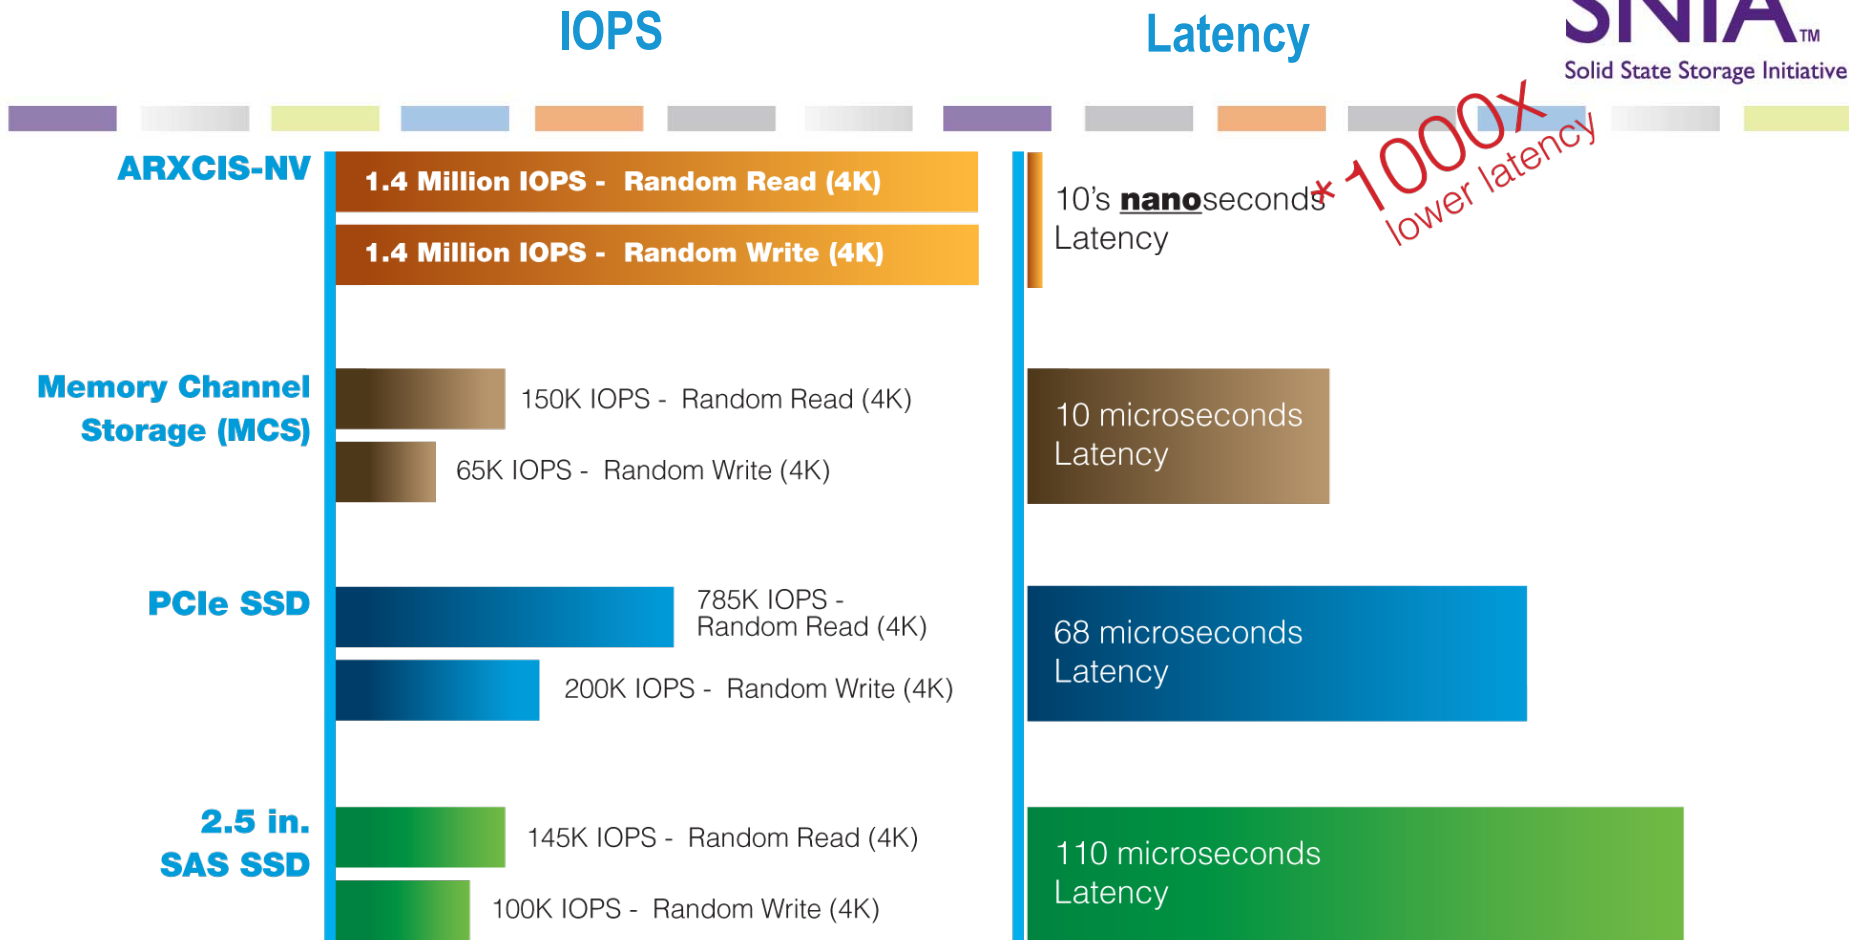 IOPS
Latency
SNIA™
Solid State Storage Initiative
ARXCIS-NV
1.4 Million IOPS - Random Read (4K)
1.4 Million IOPS - Random Write (4K)
10's nanoseconds
Latency
*1000x
lower latency
Memory Channel
Storage (MCS)
150K IOPS - Random Read (4K)
65K IOPS - Random Write (4K)
10 microseconds
Latency
PCIe SSD
785K IOPS -
Random Read (4K)
200K IOPS - Random Write (4K)
68 microseconds
Latency
2.5 in.
SAS SSD
145K IOPS - Random Read (4K)
100K IOPS - Random Write (4K)
110 microseconds
Latency